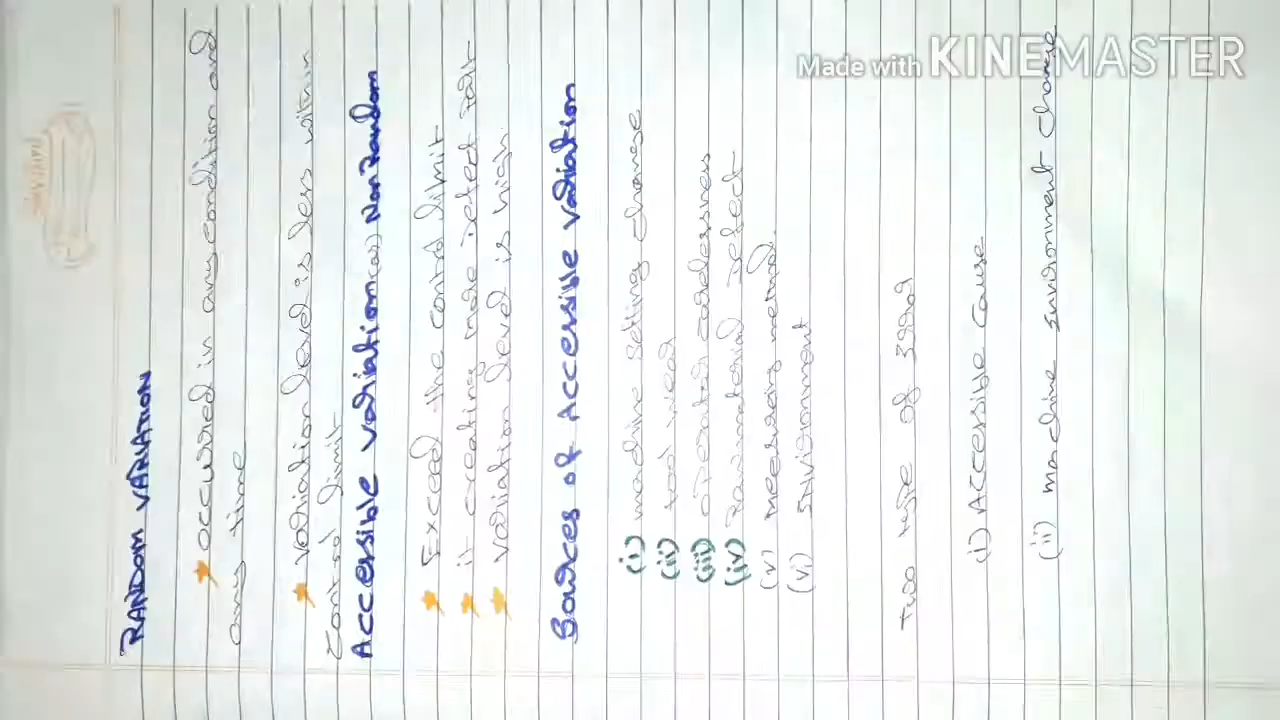 RANDOM VARIATION
occurried in any condition and
any time
variation level is less within
Control limit
Accessible variation (or) Non Random
Exceed the control limit
it creating more defect part
variation level is high.
Sources of Accessible variation
(i) machine setting change
(ii) tool wear
(iii) operator carelessness
(iv) Raw material Defect
(v) Measuring method.
(vi) Environment
Two type of Error
(i) Accessible cause
(ii) machine Environment change
Made with KINEMASTER